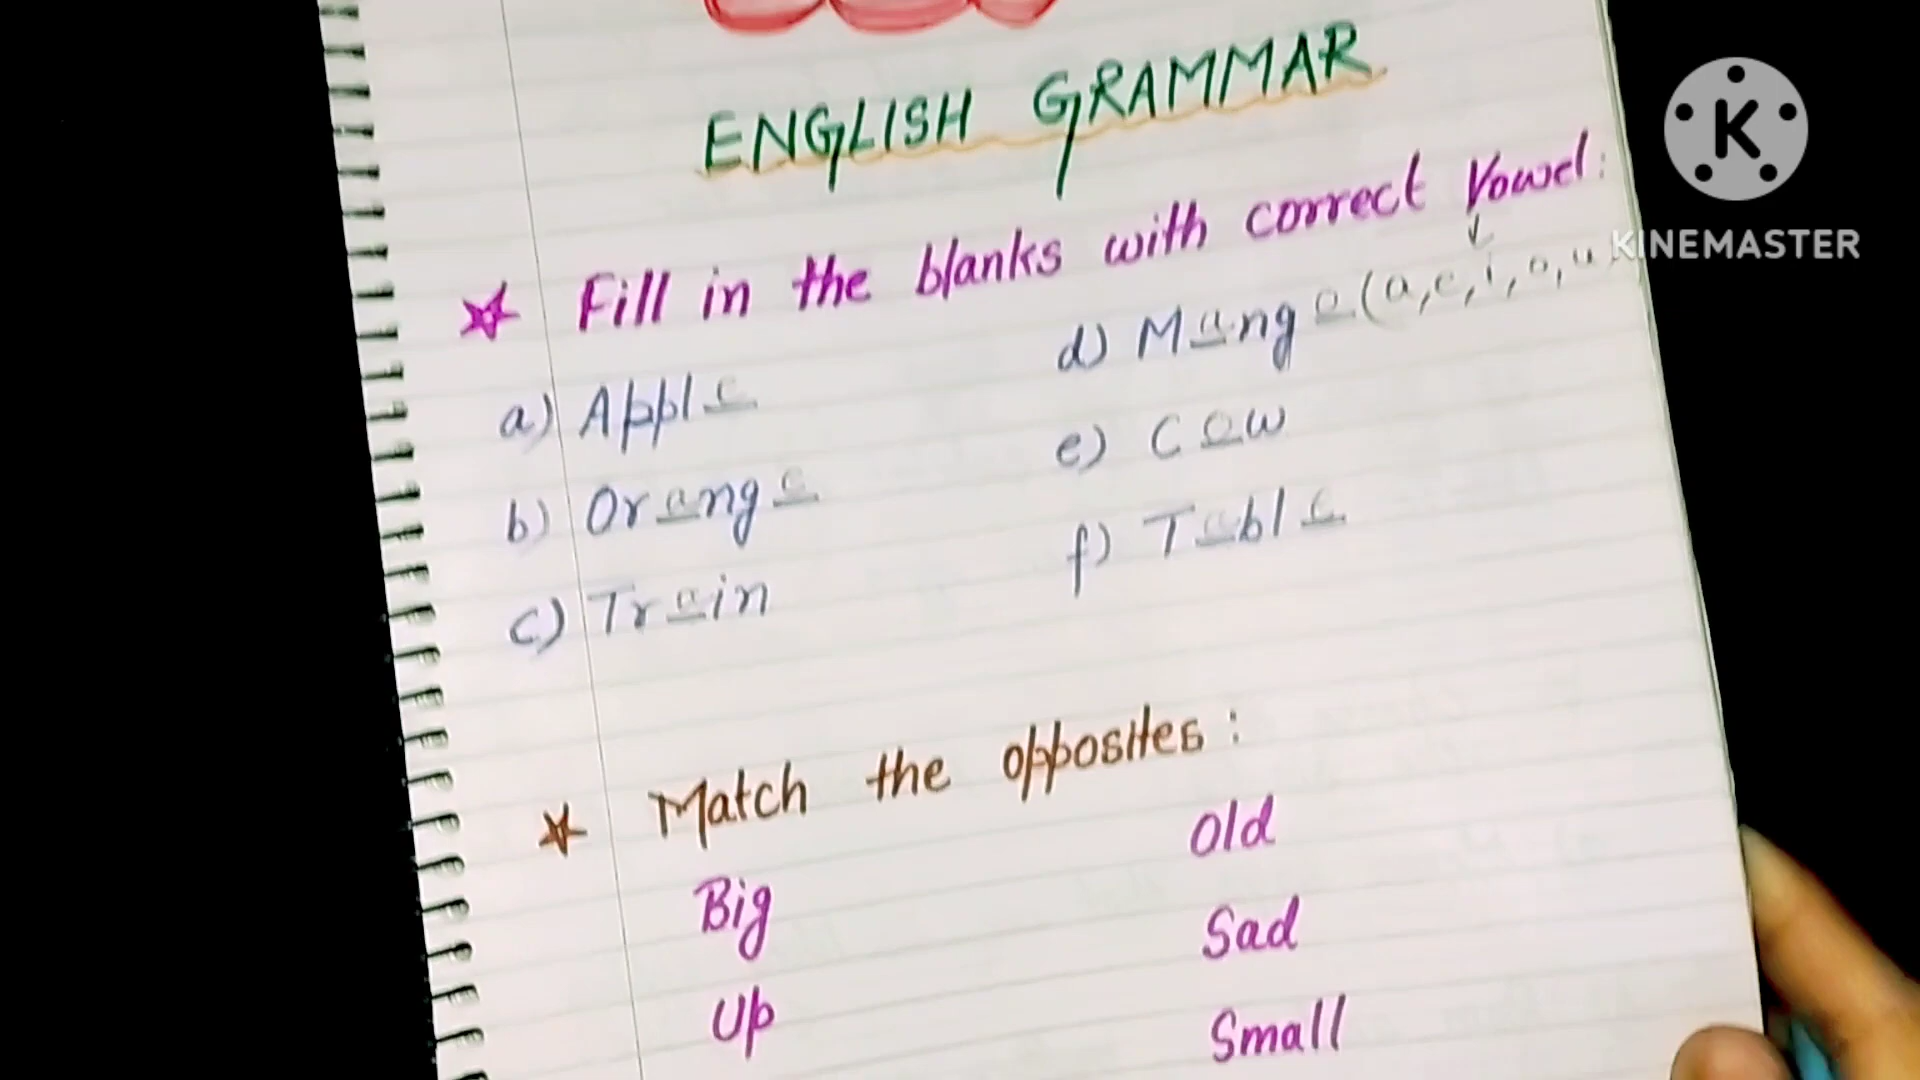 ENGLISH GRAMMAR
K
KINEMASTER
☆ Fill in the blanks with correct Vowel:
(a, e, i, o, u
a) Apple
d) Mango
b) Orange
e) Cow
c) Train
f) Table
☆ Match the opposites:
Big Old
Up Sad
Small